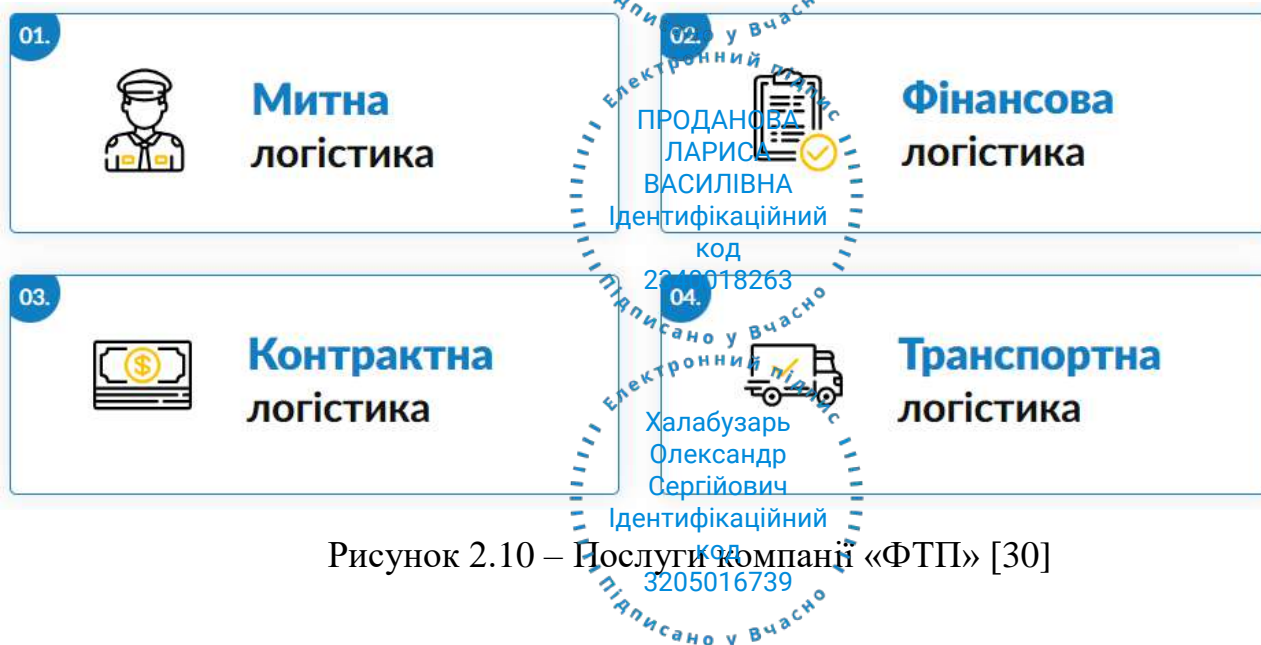 01.
Митна
логістика
02.
Фінансова
логістика
03.
Контрактна
логістика
04.
Транспортна
логістика
у Вчасно
Електронний підпис
ПРОДАНОВА
ЛАРИСА
ВАСИЛІВНА
Ідентифікаційний
код
Підписано у Вчасно
Електронний підпис
Халабузарь
Олександр
Сергійович
Ідентифікаційний
код
3205016739
Підписано у Вчасно
Рисунок 2.10 – Послуги компанії «ФТП» [30]